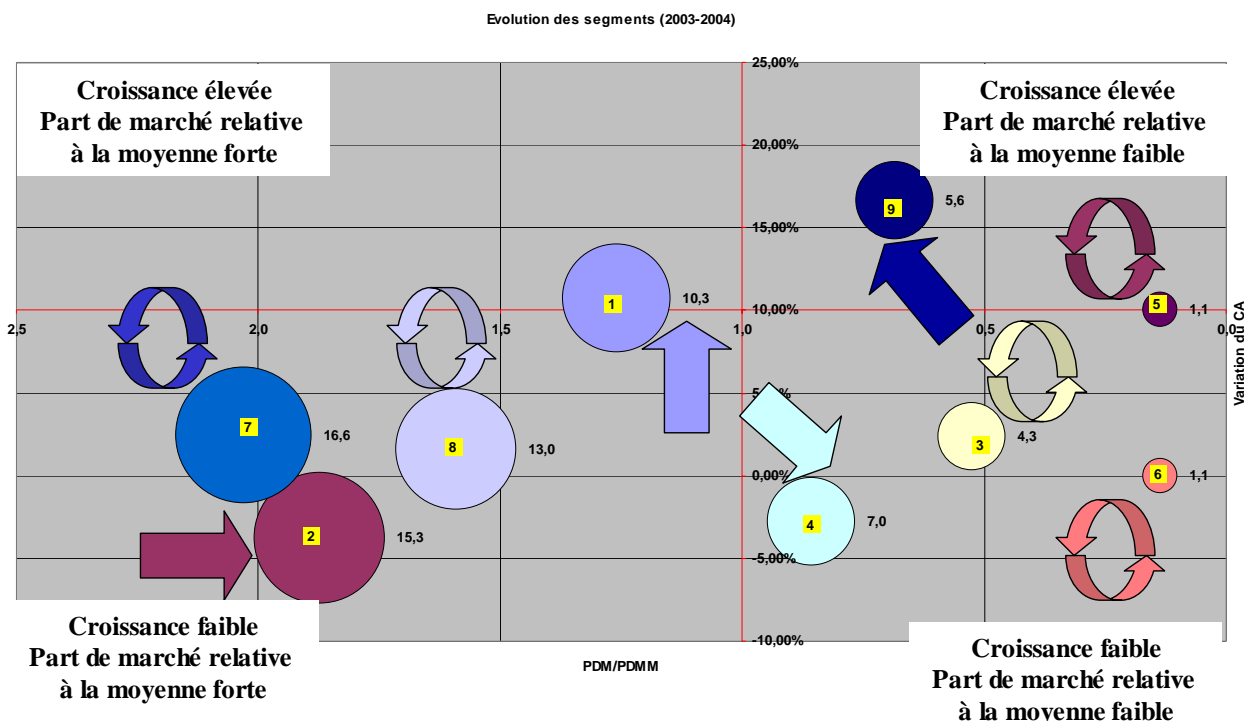 Evolution des segments (2003-2004)
25,00%
Croissance élevée
Part de marché relative
à la moyenne forte
Croissance élevée
Part de marché relative
à la moyenne faible
20,00%
9
5,6
15,00%
1
10,3
5
1,1
10,00%
2,5
2,0
1,5
1,0
0,5
0,0
Variation du CA
5,00%
7
16,6
8
13,0
3
4,3
0,00%
6
1,1
2
15,3
4
7,0
-5,00%
-10,00%
Croissance faible
Part de marché relative
à la moyenne forte
PDM/PDMM
Croissance faible
Part de marché relative
à la moyenne faible